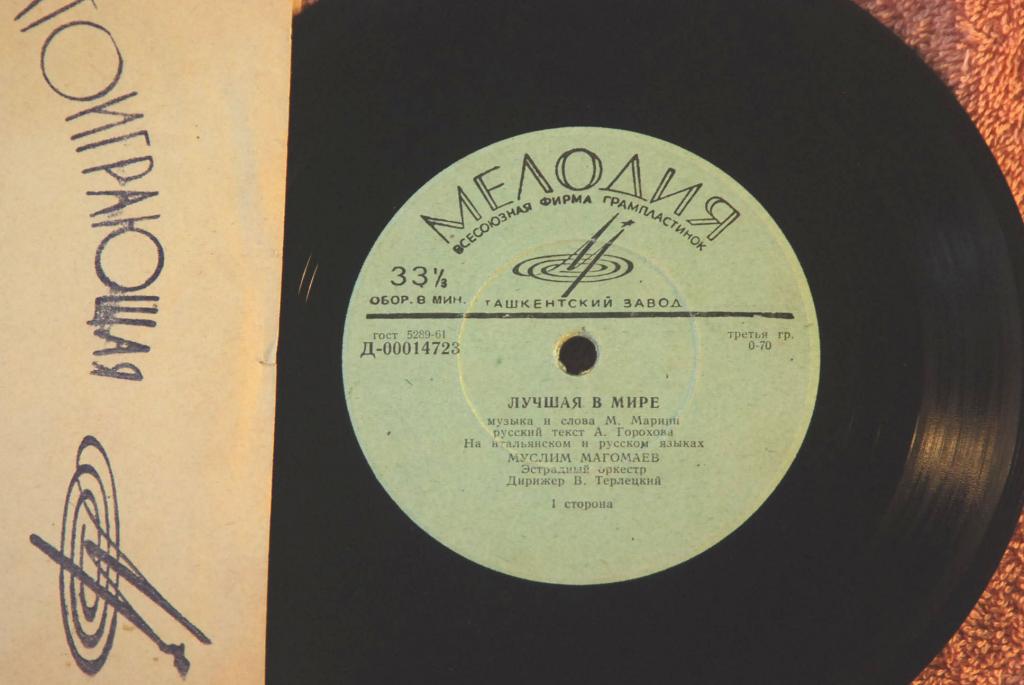 ГОИГРАЮЩАЯ
МЕЛОДИЯ
ВСЕСОЮЗНАЯ ФИРМА ГРАМПЛАСТИНОК
33⅓
ОБОР. В МИН.
ТАШКЕНТСКИЙ ЗАВОД
гост 5289-61
Д-00014723
третья гр.
0-70
ЛУЧШАЯ В МИРЕ
музыка и слова М. Марини
русский текст А. Горохова
На итальянском и русском языках
МУСЛИМ МАГОМАЕВ
Эстрадный оркестр
Дирижер В. Терлецкий
1 сторона